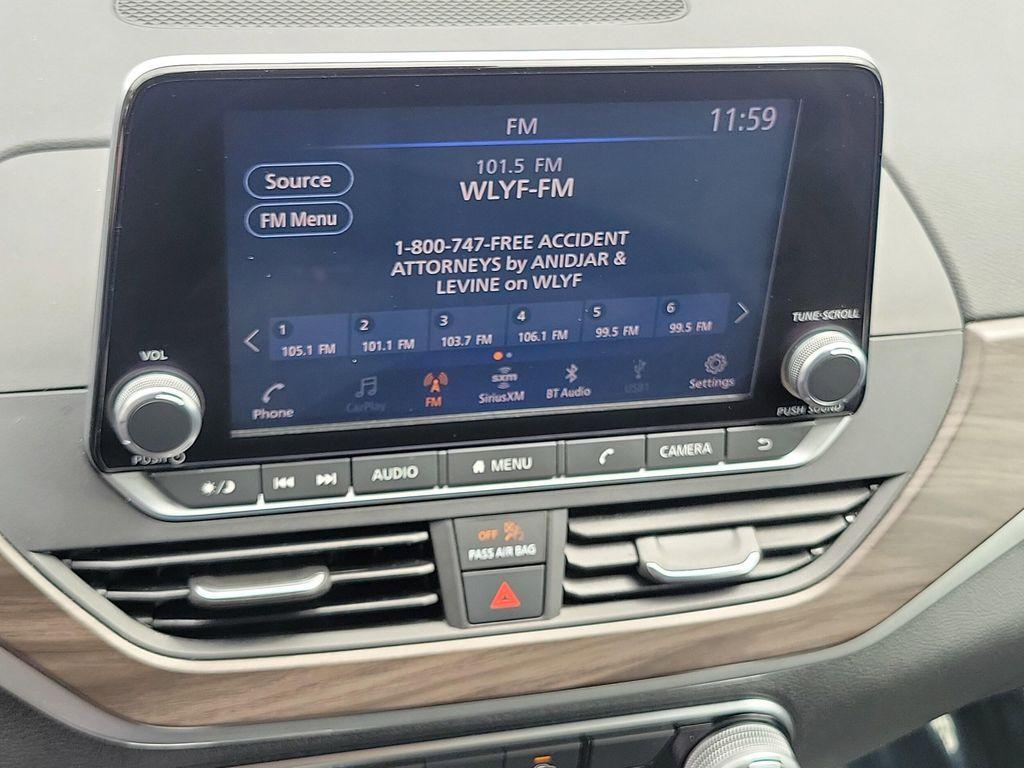 FM
11:59
101.5 FM
WLYF-FM
Source
FM Menu
1-800-747-FREE ACCIDENT
ATTORNEYS by ANIDJAR &
LEVINE on WLYF
1 2 3 4 5 6
105.1 FM 101.1 FM 103.7 FM 106.1 FM 99.5 FM 99.5 FM
Phone CarPlay FM sxm SiriusXM BT Audio USB1 Settings
VOL
PUSH
TUNE·SCROLL
PUSH SOUND
AUDIO MENU CAMERA
OFF
PASS AIR BAG